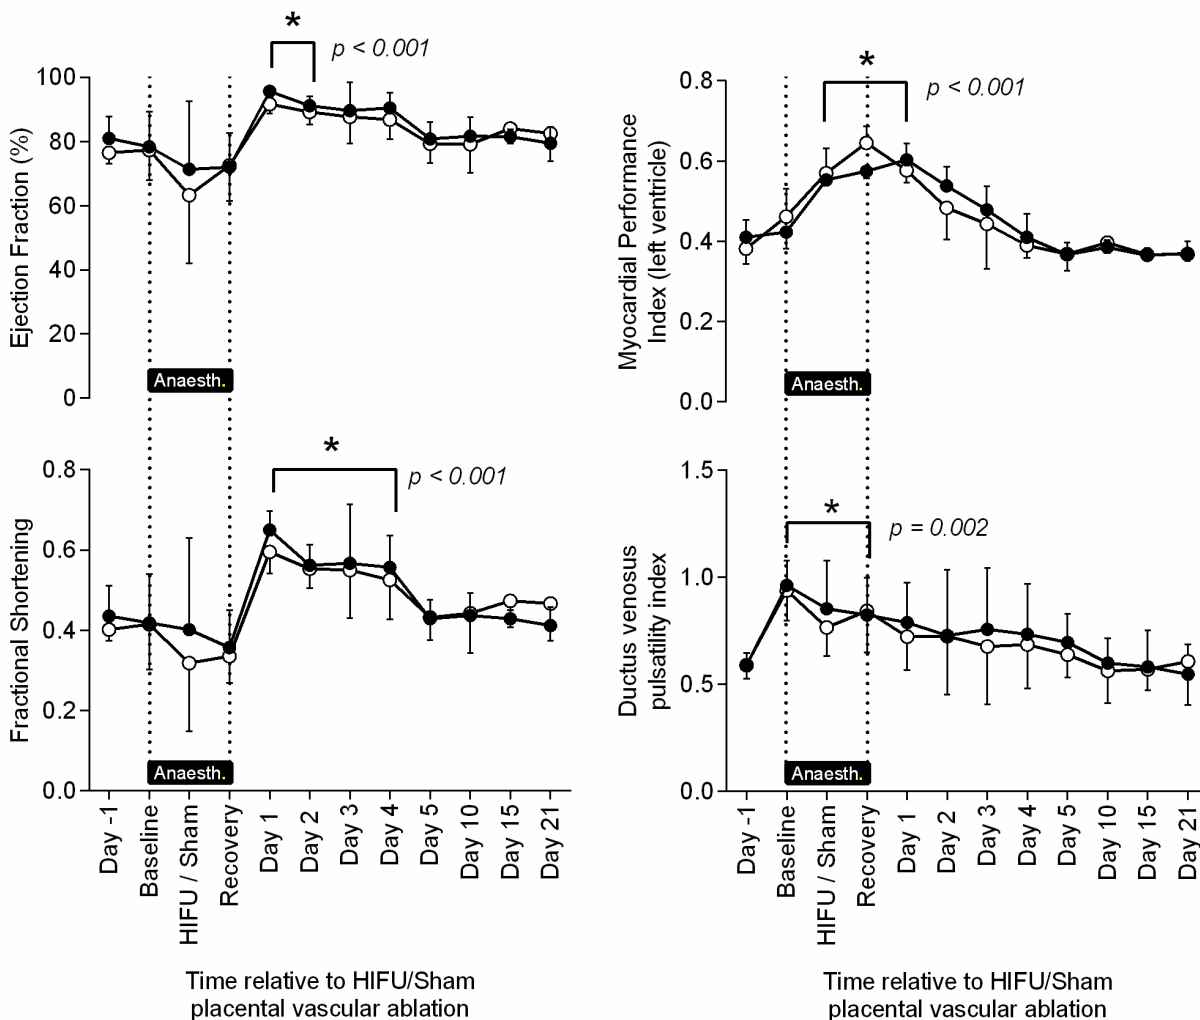 *
p < 0.001
100
80
60
40
20
0
Ejection Fraction (%)
Anaesth.
*
p < 0.001
0.8
0.6
0.4
0.2
0.0
Myocardial Performance
Index (left ventricle)
Anaesth.
*
p < 0.001
0.8
0.6
0.4
0.2
0.0
Fractional Shortening
Anaesth.
Day -1
Baseline
HIFU / Sham
Recovery
Day 1
Day 2
Day 3
Day 4
Day 5
Day 10
Day 15
Day 21
Time relative to HIFU/Sham
placental vascular ablation
*
p = 0.002
1.5
1.0
0.5
0.0
Ductus venosus
pulsatility index
Anaesth.
Day -1
Baseline
HIFU / Sham
Recovery
Day 1
Day 2
Day 3
Day 4
Day 5
Day 10
Day 15
Day 21
Time relative to HIFU/Sham
placental vascular ablation